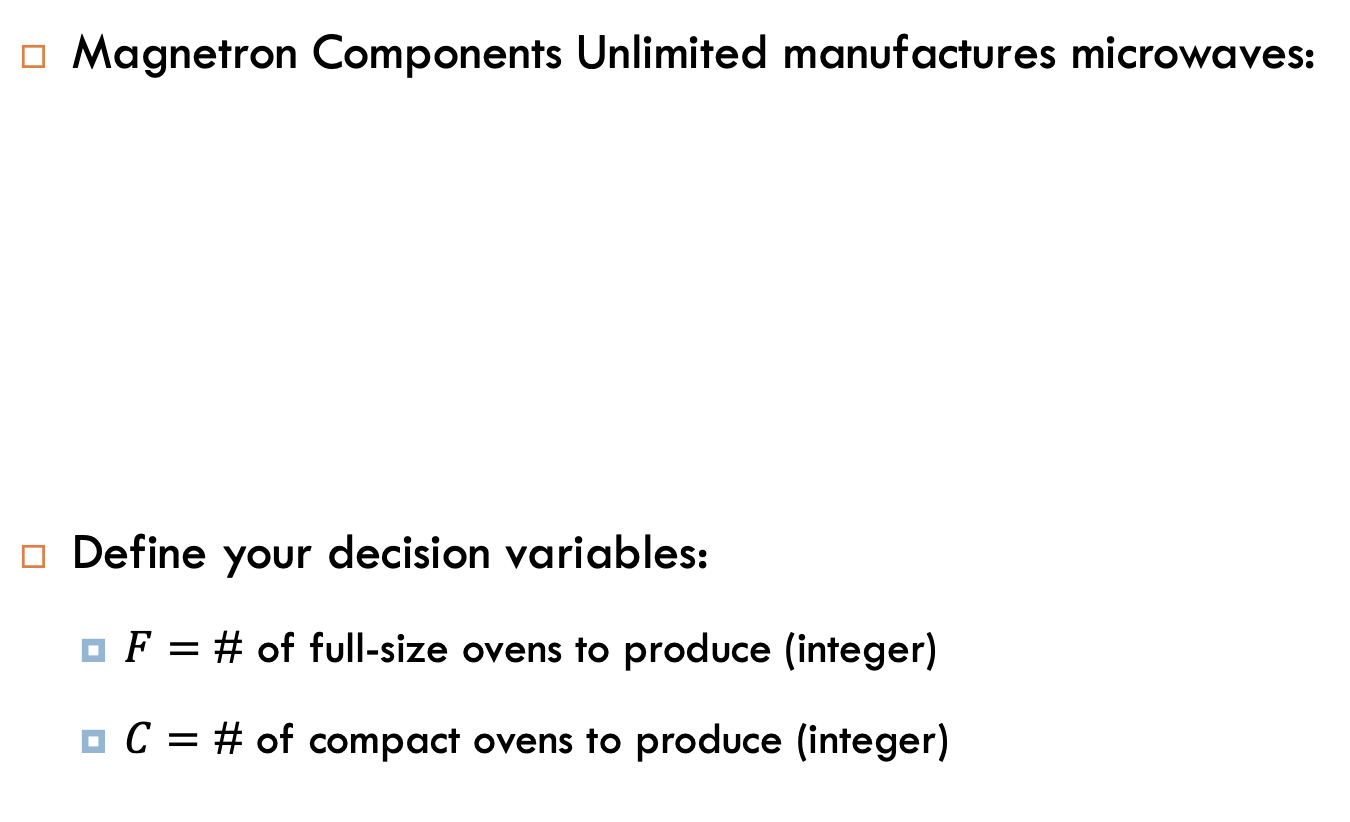 Magnetron Components Unlimited manufactures microwaves:
Define your decision variables:
F = # of full-size ovens to produce (integer)
C = # of compact ovens to produce (integer)